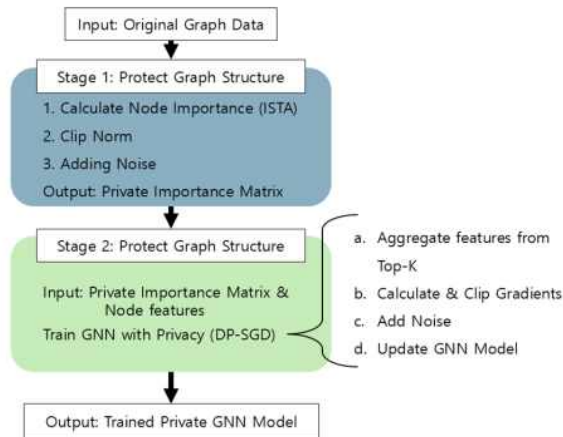 Input: Original Graph Data
Stage 1: Protect Graph Structure
1. Calculate Node Importance (ISTA)
2. Clip Norm
3. Adding Noise
Output: Private Importance Matrix
Stage 2: Protect Graph Structure
Input: Private Importance Matrix &
Node features
Train GNN with Privacy (DP-SGD)
a. Aggregate features from
Top-K
b. Calculate & Clip Gradients
c. Add Noise
d. Update GNN Model
Output: Trained Private GNN Model